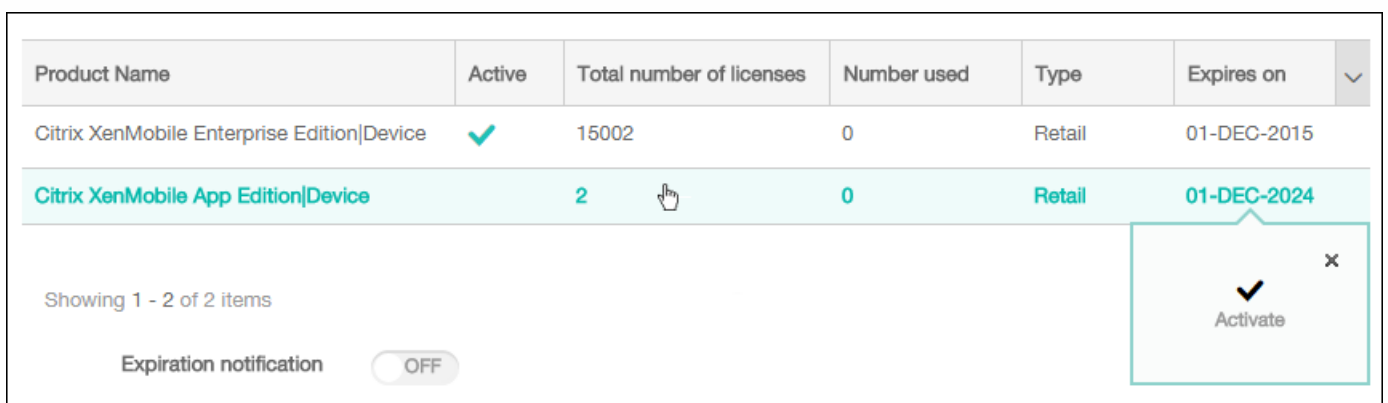 Product Name Active Total number of licenses Number used Type Expires on
Citrix XenMobile Enterprise Edition|Device 15002 0 Retail 01-DEC-2015
Citrix XenMobile App Edition|Device 2 0 Retail 01-DEC-2024
Showing 1 - 2 of 2 items
Activate
Expiration notification OFF